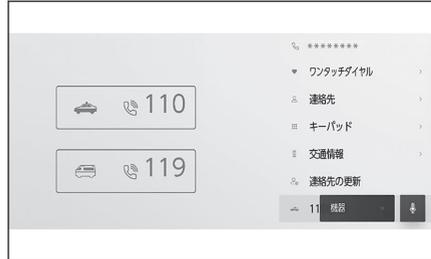 110
119
********
ワンタッチダイヤル
連絡先
キーパッド
交通情報
連絡先の更新
11
機器